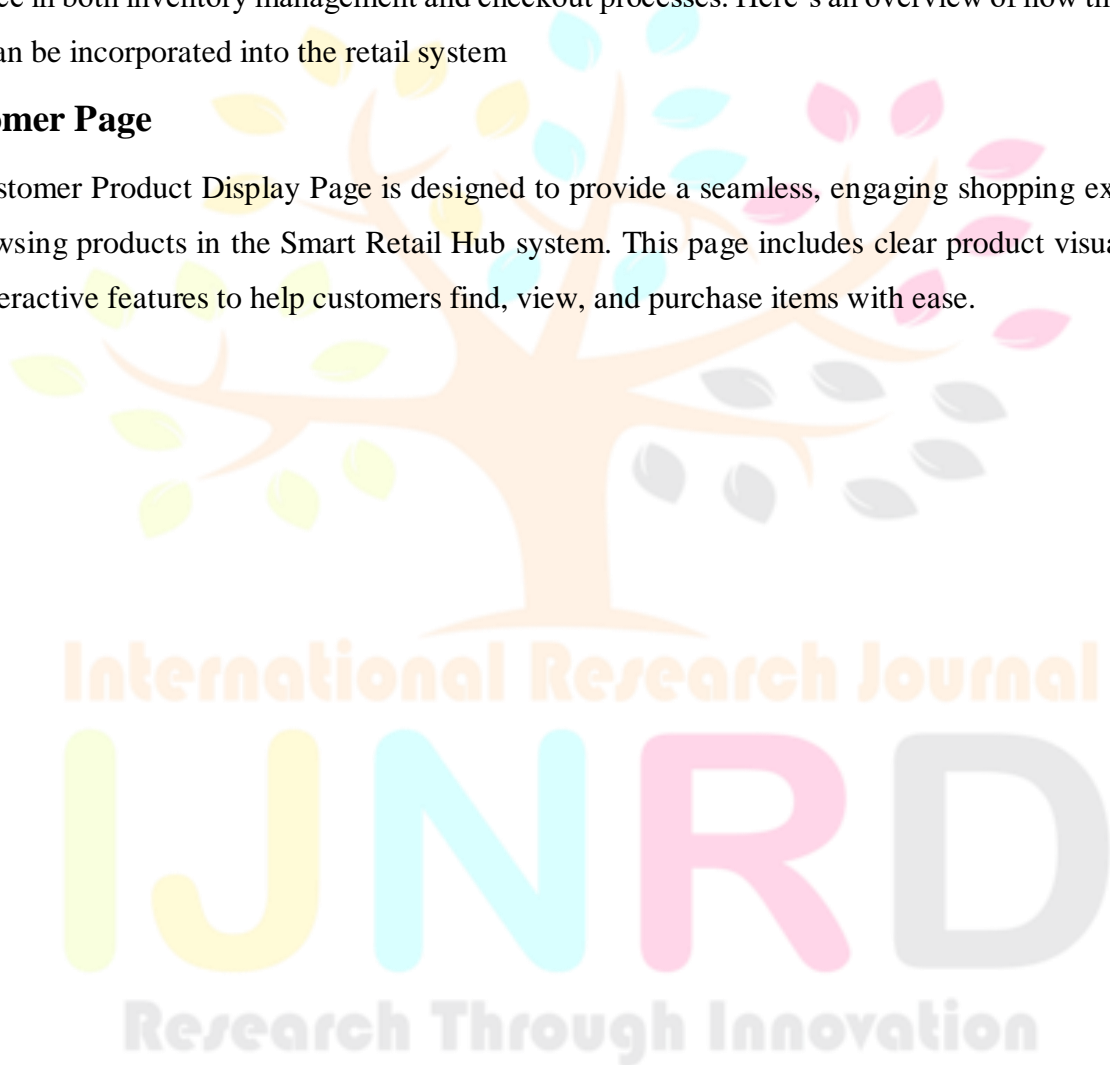 in both inventory management and checkout processes. Here's an overview of how
an be incorporated into the retail system
omer Page
stomer Product Display Page is designed to provide a seamless, engaging shopping ex
wsing products in the Smart Retail Hub system. This page includes clear product visua
eractive features to help customers find, view, and purchase items with ease.
International Research Journal
IJNRD
Research Through Innovation